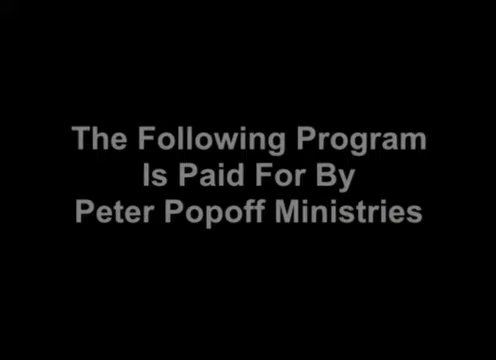 The Following Program
Is Paid For By
Peter Popoff Ministries